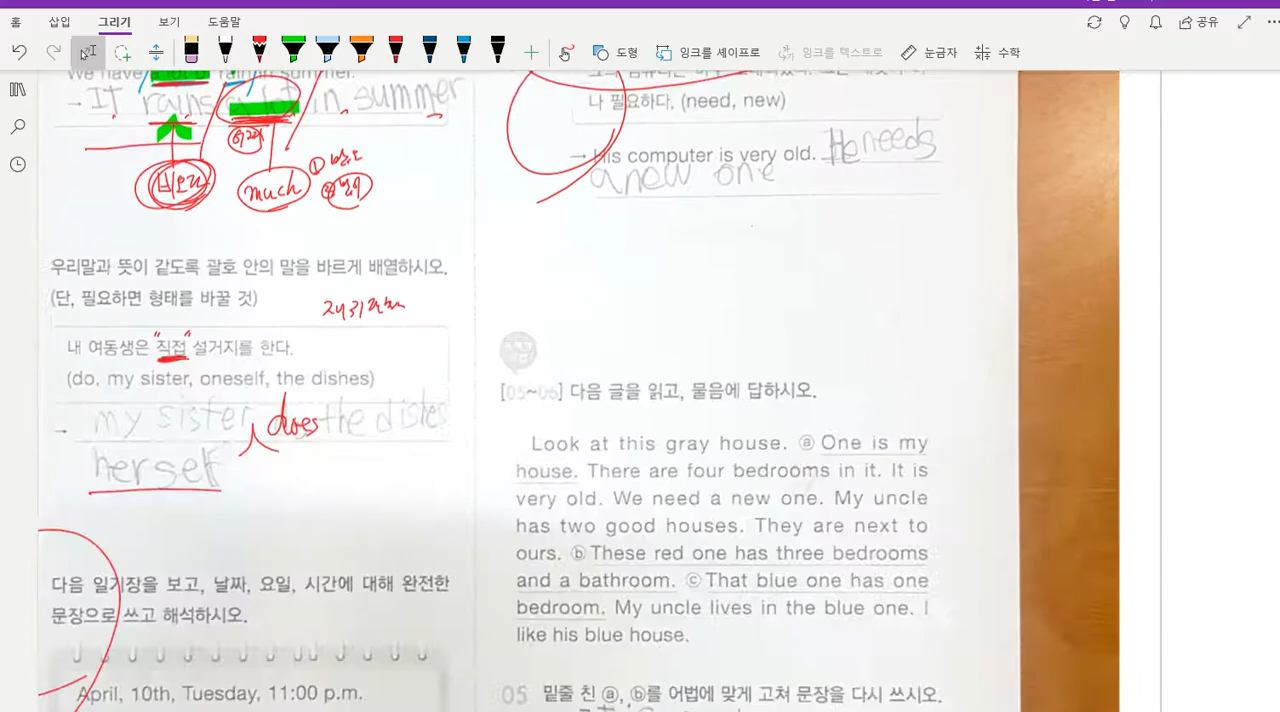 홈 삽입 그리기 보기 도움말
공유
도형 잉크를 셰이프로 잉크를 텍스트로 눈금자 수학
We have a lot of rain in summer.
→ It rains a lot in summer
비오다
much
우리말과 뜻이 같도록 괄호 안의 말을 바르게 배열하시오.
(단, 필요하면 형태를 바꿀 것)
내 여동생은 "직접" 설거지를 한다.
(do, my sister, oneself, the dishes)
→ my sister does the dishes
herself
다음 일기장을 보고, 날짜, 요일, 시간에 대해 완전한
문장으로 쓰고 해석하시오.
April, 10th, Tuesday, 11:00 p.m.
나 필요하다. (need, new)
→ His computer is very old. He needs
a new one
[05~06] 다음 글을 읽고, 물음에 답하시오.
Look at this gray house. ⓐ One is my
house. There are four bedrooms in it. It is
very old. We need a new one. My uncle
has two good houses. They are next to
ours. ⓑ These red one has three bedrooms
and a bathroom. ⓒ That blue one has one
bedroom. My uncle lives in the blue one. I
like his blue house.
05 밑줄 친 ⓐ, ⓑ를 어법에 맞게 고쳐 문장을 다시 쓰시오.